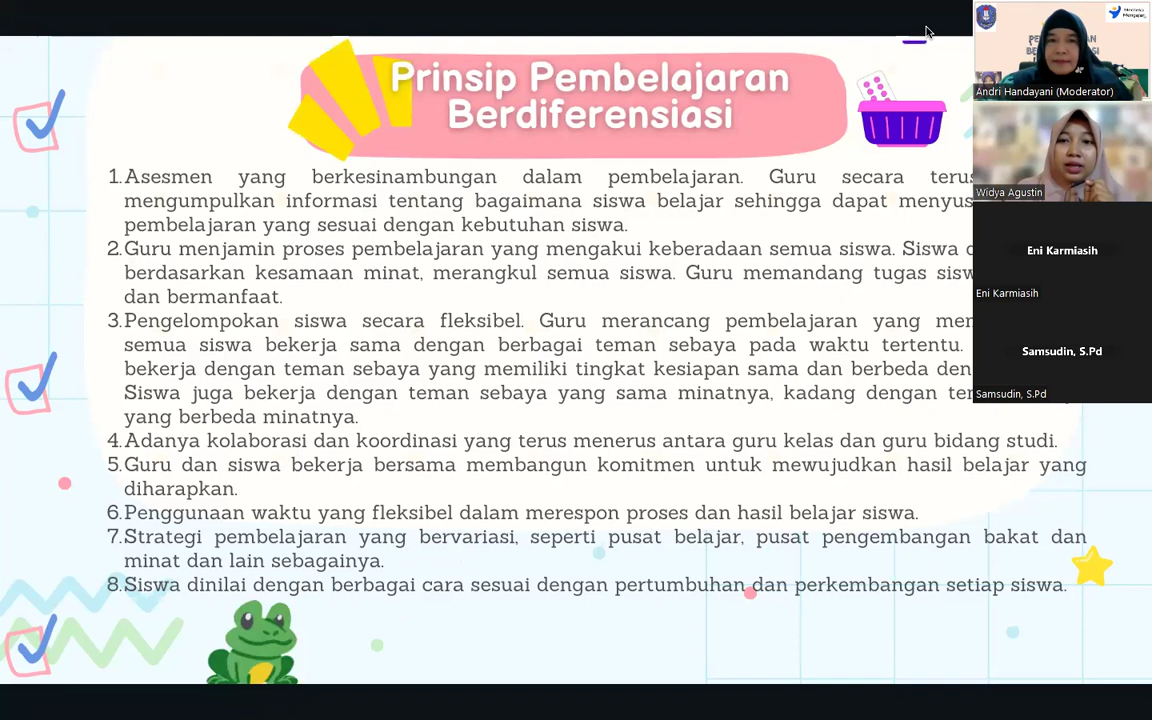 Prinsip Pembelajaran
Berdiferensiasi
1. Asesmen yang berkesinambungan dalam pembelajaran. Guru secara
mengumpulkan informasi tentang bagaimana siswa belajar sehingga dapat
pembelajaran yang sesuai dengan kebutuhan siswa.
2. Guru menjamin proses pembelajaran yang mengakui keberadaan semua siswa. Siswa
berdasarkan kesamaan minat, merangkul semua siswa. Guru memandang tugas
dan bermanfaat.
3. Pengelompokan siswa secara fleksibel. Guru merancang pembelajaran yang
semua siswa bekerja sama dengan berbagai teman sebaya pada waktu tertentu.
bekerja dengan teman sebaya yang memiliki tingkat kesiapan sama dan berbeda
Siswa juga bekerja dengan teman sebaya yang sama minatnya, kadang dengan
yang berbeda minatnya.
4. Adanya kolaborasi dan koordinasi yang terus menerus antara guru kelas dan guru bidang studi.
5. Guru dan siswa bekerja bersama membangun komitmen untuk mewujudkan hasil belajar yang
diharapkan.
6. Penggunaan waktu yang fleksibel dalam merespon proses dan hasil belajar siswa.
7. Strategi pembelajaran yang bervariasi, seperti pusat belajar, pusat pengembangan bakat dan
minat dan lain sebagainya.
8. Siswa dinilai dengan berbagai cara sesuai dengan pertumbuhan dan perkembangan setiap siswa.
Andri Handayani (Moderator)
Widya Agustin
Eni Karmiasih
Eni Karmiasih
Samsudin, S.Pd
Samsudin, S.Pd